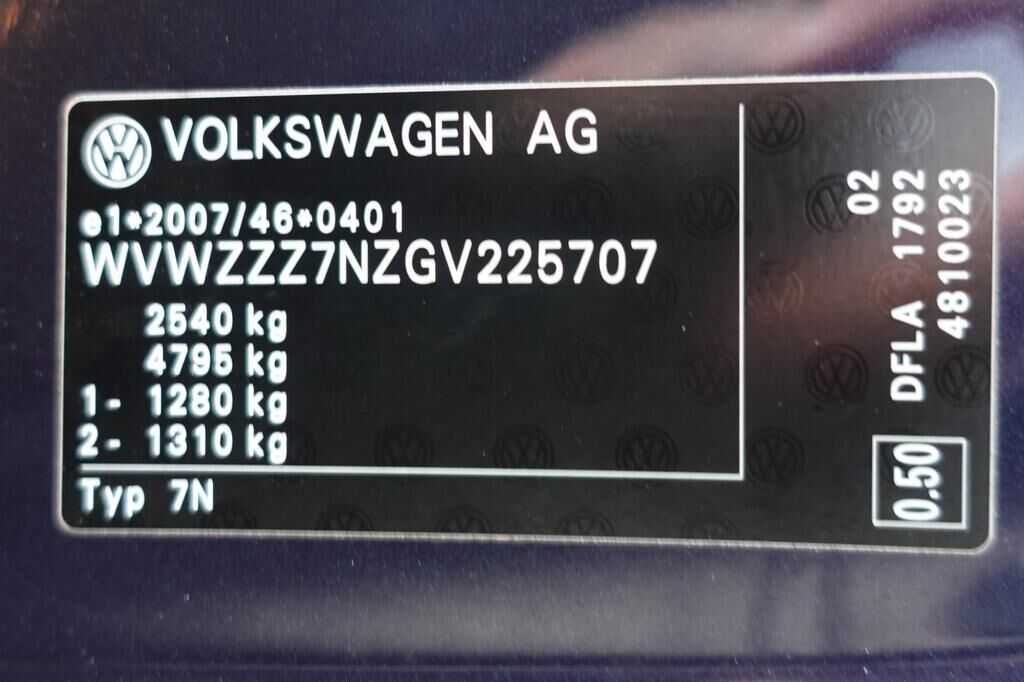 VOLKSWAGEN AG
e1*2007/46*0401
WVWZZZ7NZGV225707
2540 kg
4795 kg
1- 1280 kg
2- 1310 kg
Typ 7N
02
DFLA 1792
48100023
0.50